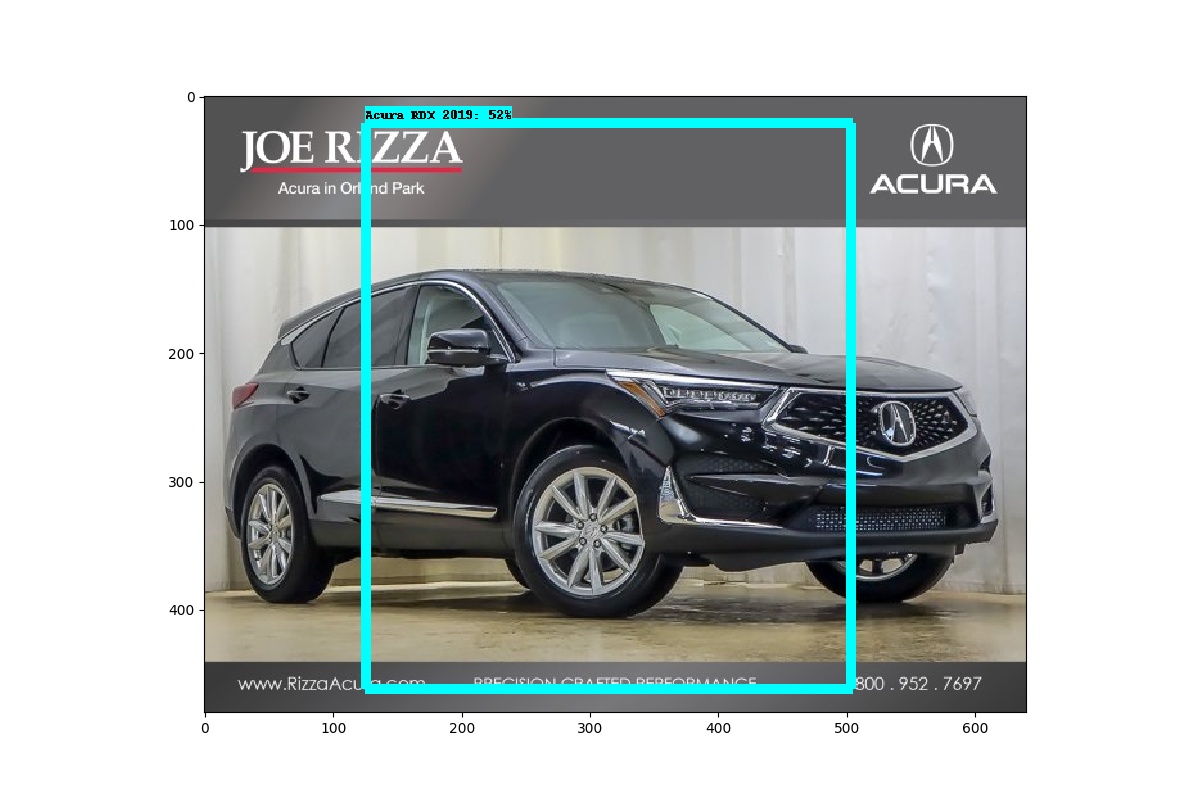 0
100
200
300
400
0
100
200
300
400
500
600
Acura RDX 2019: 52%
JOE RIZZA
Acura in Orland Park
ACURA
www.RizzaAcura.com
PRECISION CRAFTED PERFORMANCE
800 . 952 . 7697